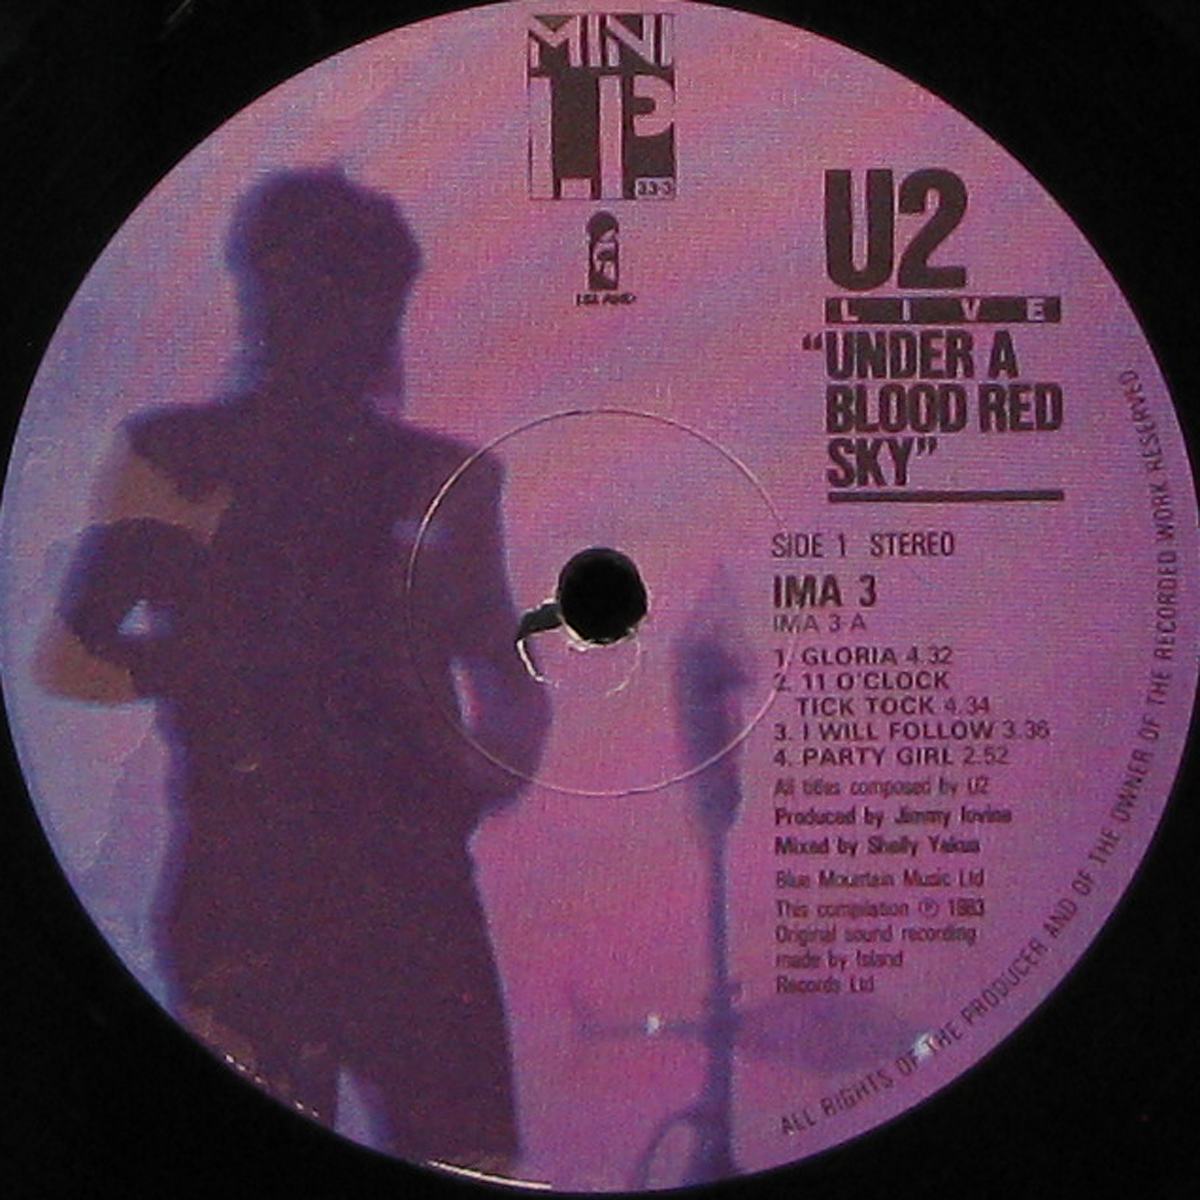 MINI
LP
33·3
ISLAND
U2
LIVE
"UNDER A
BLOOD RED
SKY"
SIDE 1 STEREO
IMA 3
IMA 3 A
1. GLORIA 4.32
2. 11 O'CLOCK
TICK TOCK 4.34
3. I WILL FOLLOW 3.36
4. PARTY GIRL 2.52
All titles composed by U2
Produced by Jimmy Iovine
Mixed by Shelly Yakus
Blue Mountain Music Ltd
This compilation ℗ 1983
Original sound recording
made by Island
Records Ltd
ALL RIGHTS OF THE PRODUCER AND OF THE OWNER OF THE RECORDED WORK RESERVED